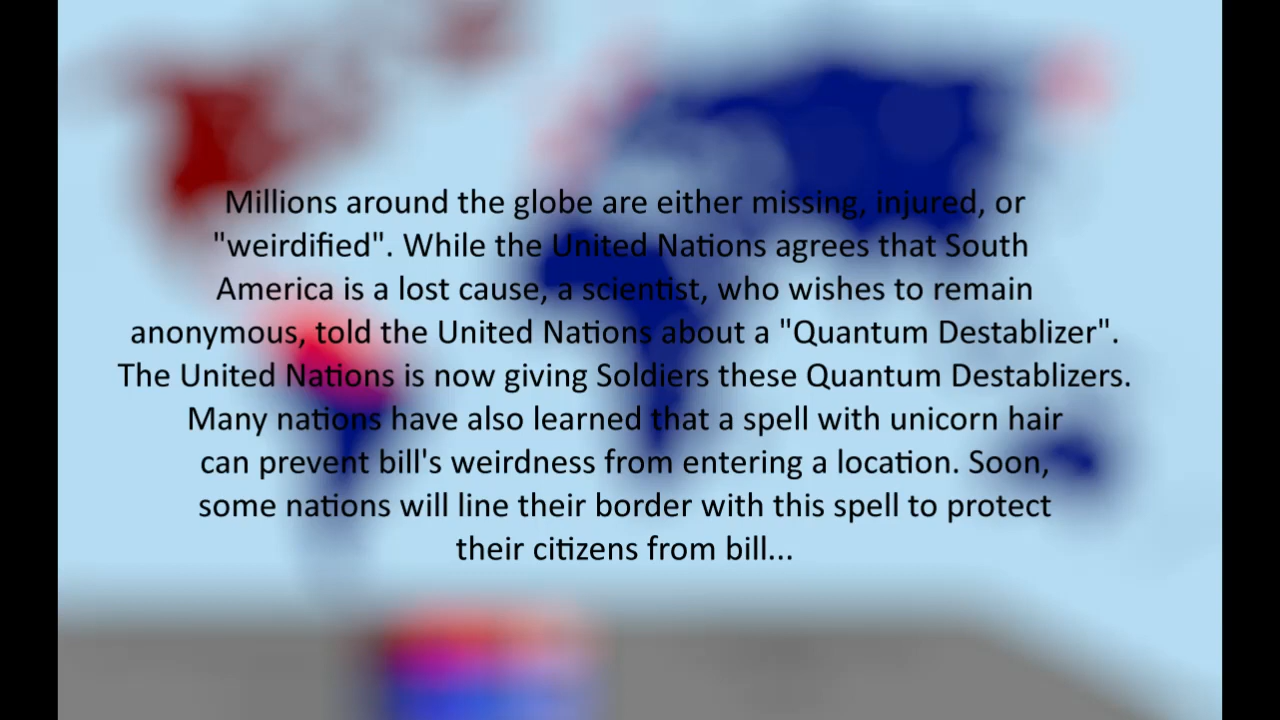 Millions around the globe are either missing, injured, or
"weirdified". While the United Nations agrees that South
America is a lost cause, a scientist, who wishes to remain
anonymous, told the United Nations about a "Quantum Destablizer".
The United Nations is now giving Soldiers these Quantum Destablizers.
Many nations have also learned that a spell with unicorn hair
can prevent bill's weirdness from entering a location. Soon,
some nations will line their border with this spell to protect
their citizens from bill...